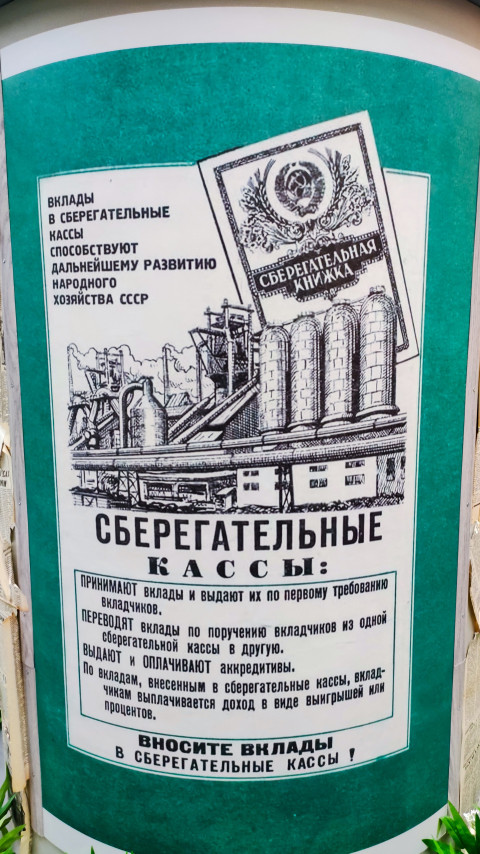 ВКЛАДЫ
В СБЕРЕГАТЕЛЬНЫЕ
КАССЫ
СПОСОБСТВУЮТ
ДАЛЬНЕЙШЕМУ РАЗВИТИЮ
НАРОДНОГО
ХОЗЯЙСТВА СССР
СБЕРЕГАТЕЛЬНАЯ
КНИЖКА
СБЕРЕГАТЕЛЬНЫЕ
КАССЫ:
ПРИНИМАЮТ вклады и выдают их по первому требованию
вкладчиков.
ПЕРЕВОДЯТ вклады по поручению вкладчиков из одной
сберегательной кассы в другую.
ВЫДАЮТ и ОПЛАЧИВАЮТ аккредитивы.
По вкладам, внесенным в сберегательные кассы, вклад-
чикам выплачивается доход в виде выигрышей или
процентов.
ВНОСИТЕ ВКЛАДЫ
В СБЕРЕГАТЕЛЬНЫЕ КАССЫ !